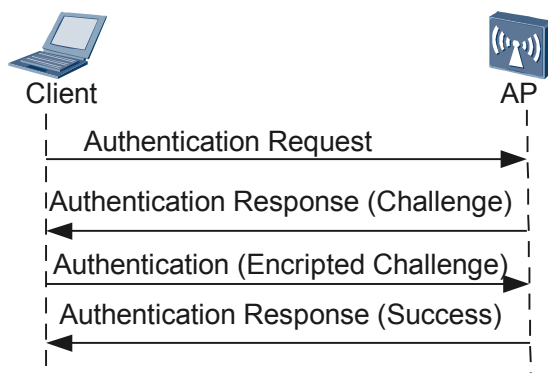 Client
AP
Authentication Request
Authentication Response (Challenge)
Authentication (Encripted Challenge)
Authentication Response (Success)